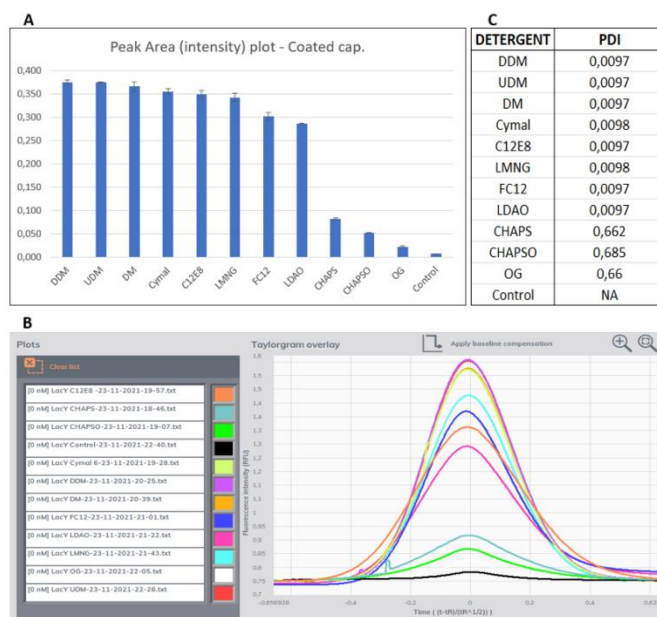 A
Peak Area (intensity) plot - Coated cap.
0,400
0,350
0,300
0,250
0,200
0,150
0,100
0,050
0,000
DDM UDM DM Cymal C12E8 LMNG FC12 LDAO CHAPS CHAPSO OG Control
C
DETERGENT PDI
DDM 0,0097
UDM 0,0097
DM 0,0097
Cymal 0,0098
C12E8 0,0097
LMNG 0,0098
FC12 0,0097
LDAO 0,0097
CHAPS 0,662
CHAPSO 0,685
OG 0,66
Control NA
B
Plots
Clear list
[0 nM] LacY C12E8 -23-11-2021-19-57.txt
[0 nM] LacY CHAPS-23-11-2021-18-46.txt
[0 nM] LacY CHAPSO-23-11-2021-19-07.txt
[0 nM] LacY Control-23-11-2021-22-40.txt
[0 nM] LacY Cymal 6-23-11-2021-19-28.txt
[0 nM] LacY DDM-23-11-2021-20-25.txt
[0 nM] LacY DM-23-11-2021-20-39.txt
[0 nM] LacY FC12-23-11-2021-21-01.txt
[0 nM] LacY LDAO-23-11-2021-21-22.txt
[0 nM] LacY LMNG-23-11-2021-21-43.txt
[0 nM] LacY OG-23-11-2021-22-05.txt
[0 nM] LacY UDM-23-11-2021-22-26.txt
Taylorgram overlay
Apply baseline compensation
Fluorescence intensity (RFU)
1.6
1.5
1.4
1.3
1.2
1.1
1
0.95
0.9
0.85
0.8
0.75
0.7
-0.4 -0.2 0 0.2 0.4
Time ( (t-tR)/(tR^1/2)) )